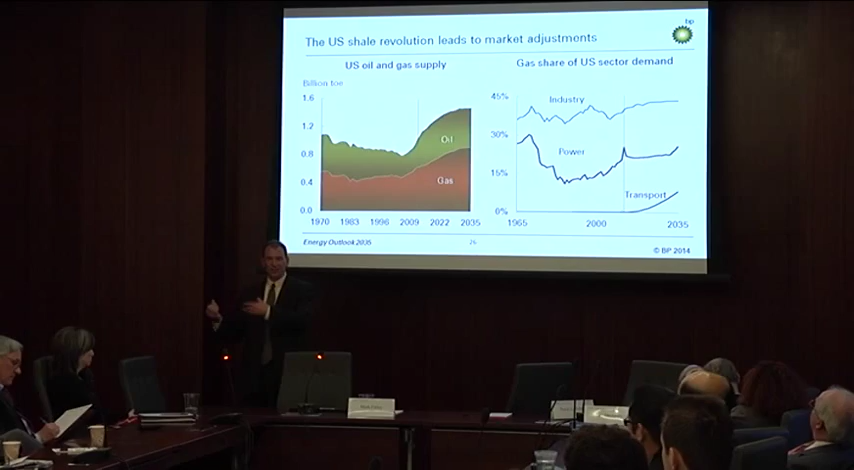 bp
The US shale revolution leads to market adjustments
US oil and gas supply
Billion toe
1.6
1.2
0.8
0.4
0.0
Oil
Gas
1970 1983 1996 2009 2022 2035
Gas share of US sector demand
45%
30%
15%
0%
Industry
Power
Transport
1965 2000 2035
Energy Outlook 2035
26
© BP 2014